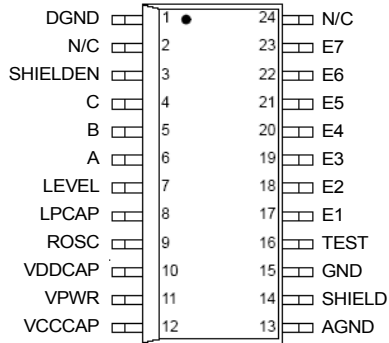 DGND 1 24 N/C
N/C 2 23 E7
SHIELDEN 3 22 E6
C 4 21 E5
B 5 20 E4
A 6 19 E3
LEVEL 7 18 E2
LPCAP 8 17 E1
ROSC 9 16 TEST
VDDCAP 10 15 GND
VPWR 11 14 SHIELD
VCCCAP 12 13 AGND